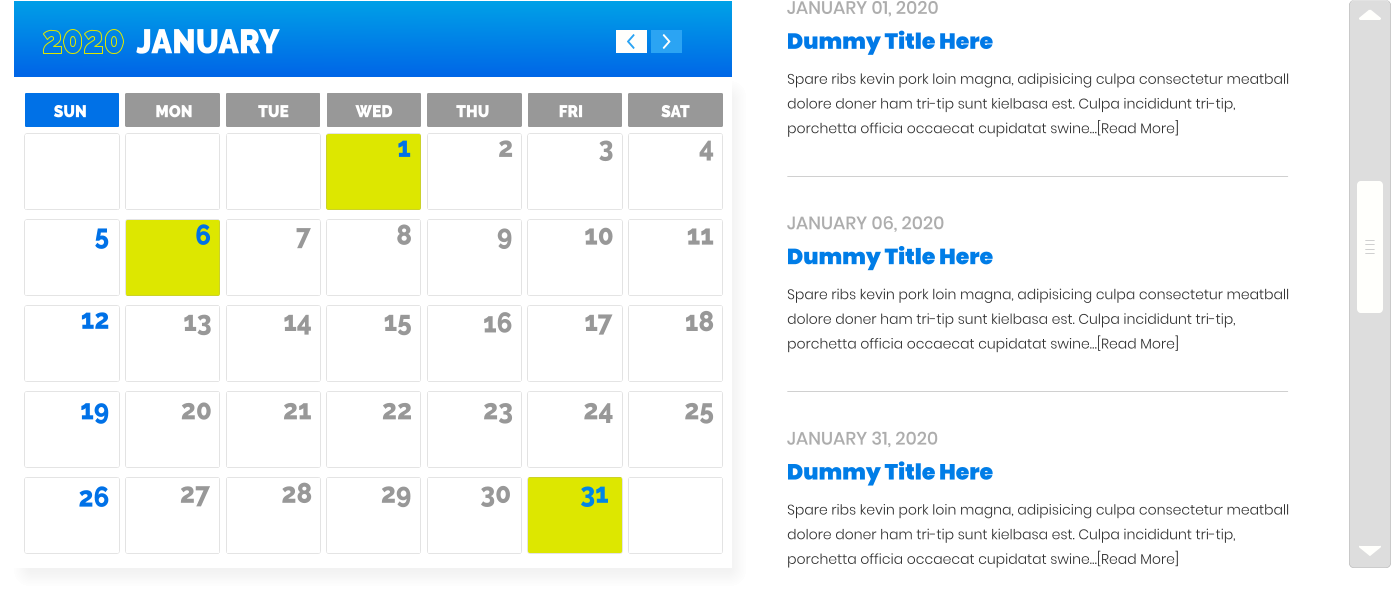 2020 JANUARY
SUN MON TUE WED THU FRI SAT
1 2 3 4
5 6 7 8 9 10 11
12 13 14 15 16 17 18
19 20 21 22 23 24 25
26 27 28 29 30 31
JANUARY 01, 2020
Dummy Title Here
Spare ribs kevin pork loin magna, adipisicing culpa consectetur meatball
dolore doner ham tri-tip sunt kielbasa est. Culpa incididunt tri-tip,
porchetta officia occaecat cupidatat swine...[Read More]
JANUARY 06, 2020
Dummy Title Here
Spare ribs kevin pork loin magna, adipisicing culpa consectetur meatball
dolore doner ham tri-tip sunt kielbasa est. Culpa incididunt tri-tip,
porchetta officia occaecat cupidatat swine...[Read More]
JANUARY 31, 2020
Dummy Title Here
Spare ribs kevin pork loin magna, adipisicing culpa consectetur meatball
dolore doner ham tri-tip sunt kielbasa est. Culpa incididunt tri-tip,
porchetta officia occaecat cupidatat swine...[Read More]